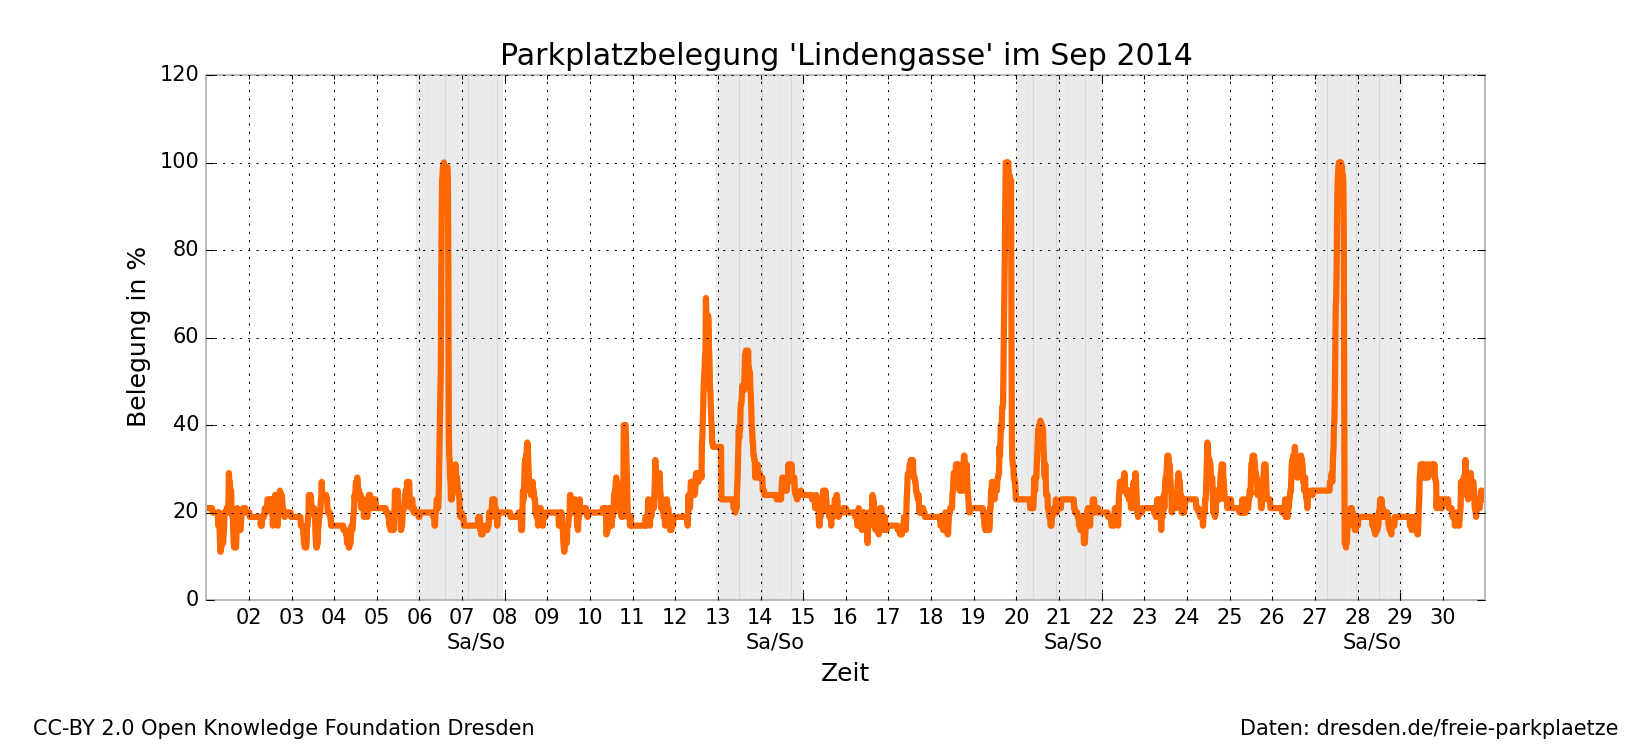 Parkplatzbelegung 'Lindengasse' im Sep 2014
120
100
80
60
40
20
0
Belegung in %
02 03 04 05 06 07 08 09 10 11 12 13 14 15 16 17 18 19 20 21 22 23 24 25 26 27 28 29 30
Sa/So Sa/So Sa/So Sa/So
Zeit
CC-BY 2.0 Open Knowledge Foundation Dresden
Daten: dresden.de/freie-parkplaetze